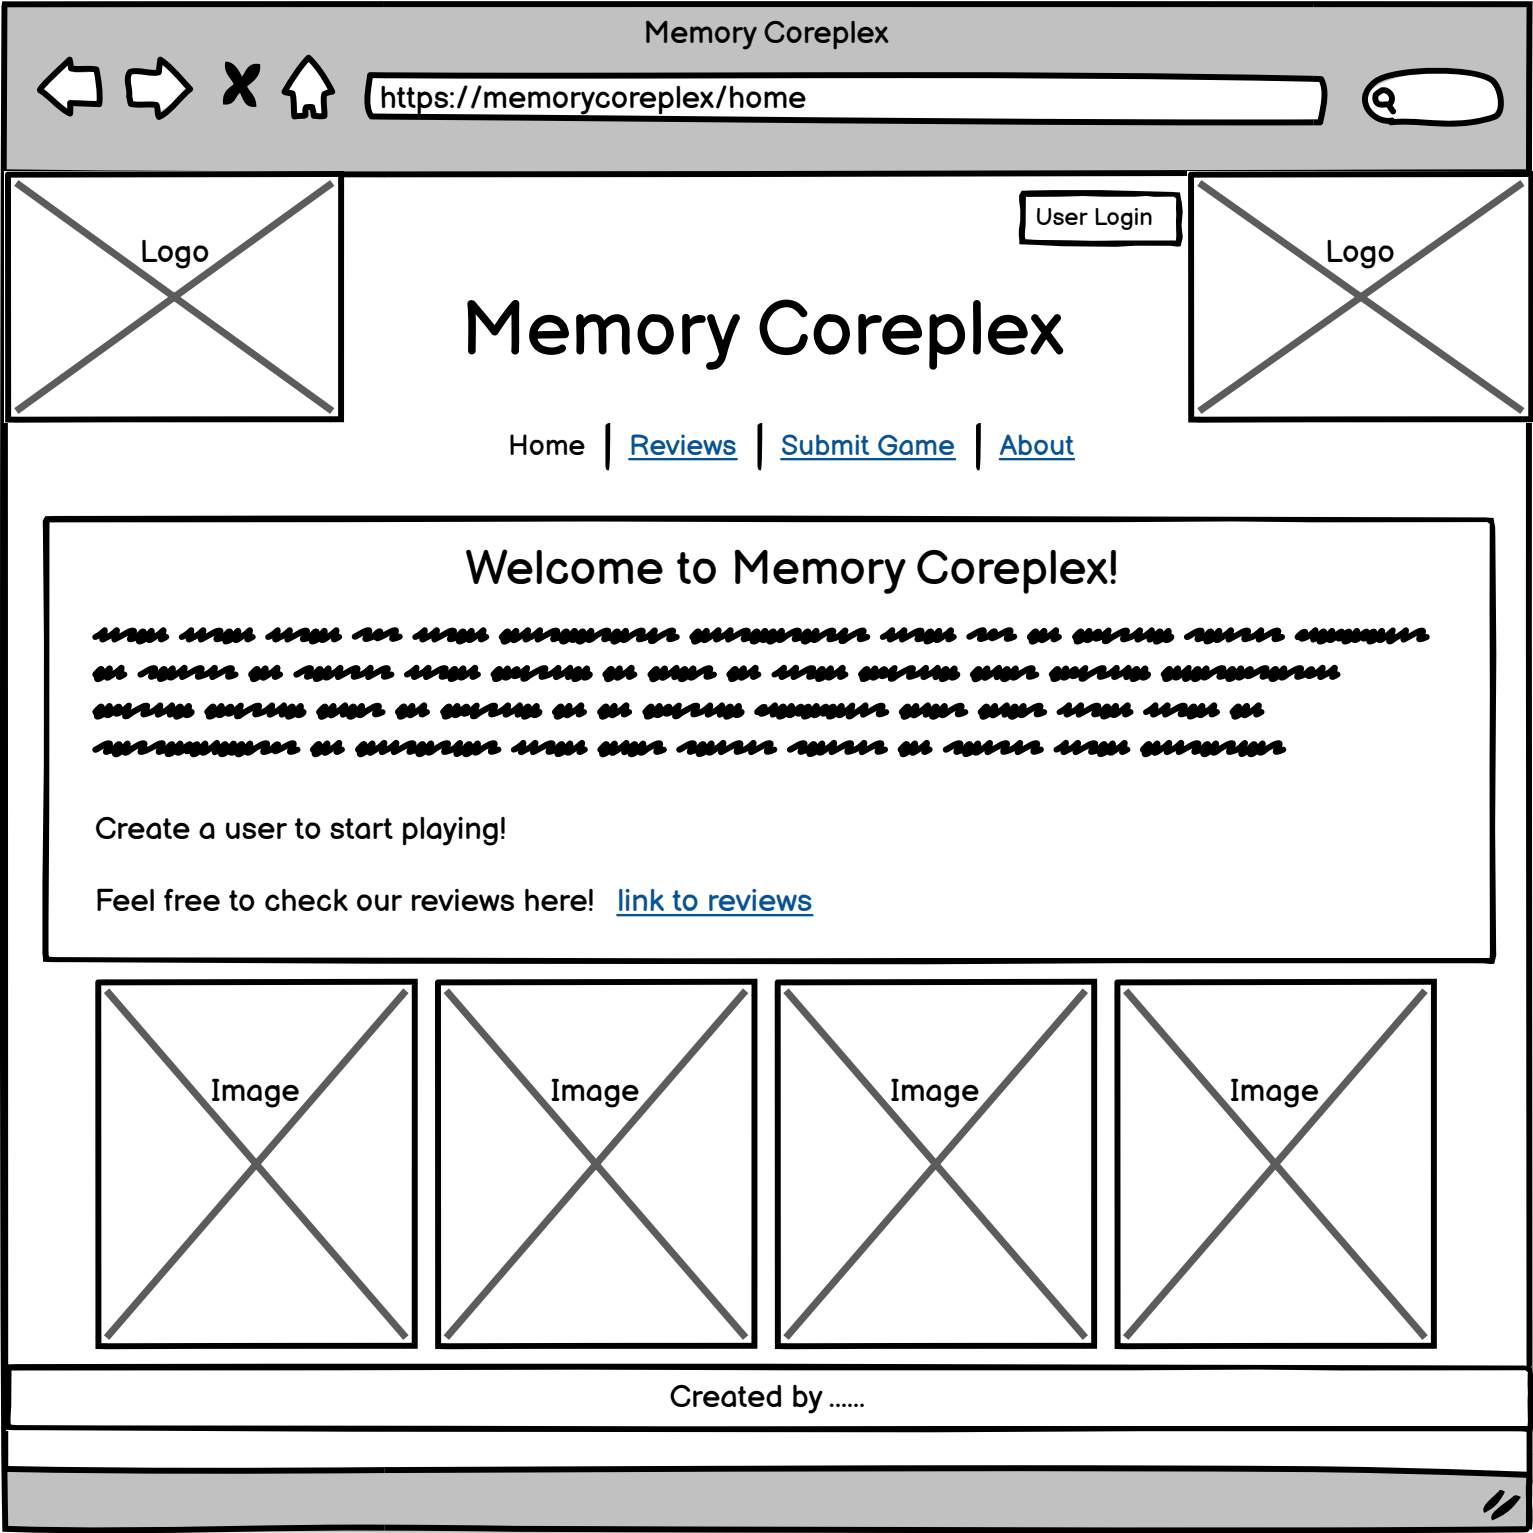 Memory Coreplex
https://memorycoreplex/home
User Login
Logo
Logo
Memory Coreplex
Home Reviews Submit Game About
Welcome to Memory Coreplex!
Create a user to start playing!
Feel free to check our reviews here! link to reviews
Image Image Image Image
Created by ......